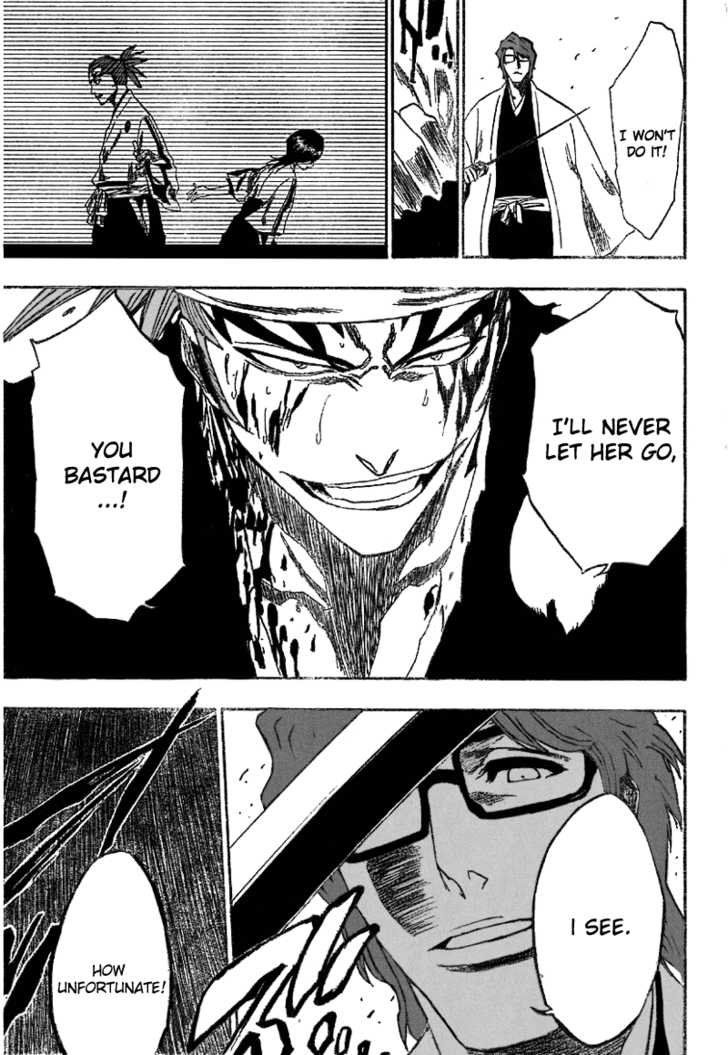 I WON'T
DO IT!
I'LL NEVER
LET HER GO,
YOU
BASTARD
...!
I SEE.
HOW
UNFORTUNATE!